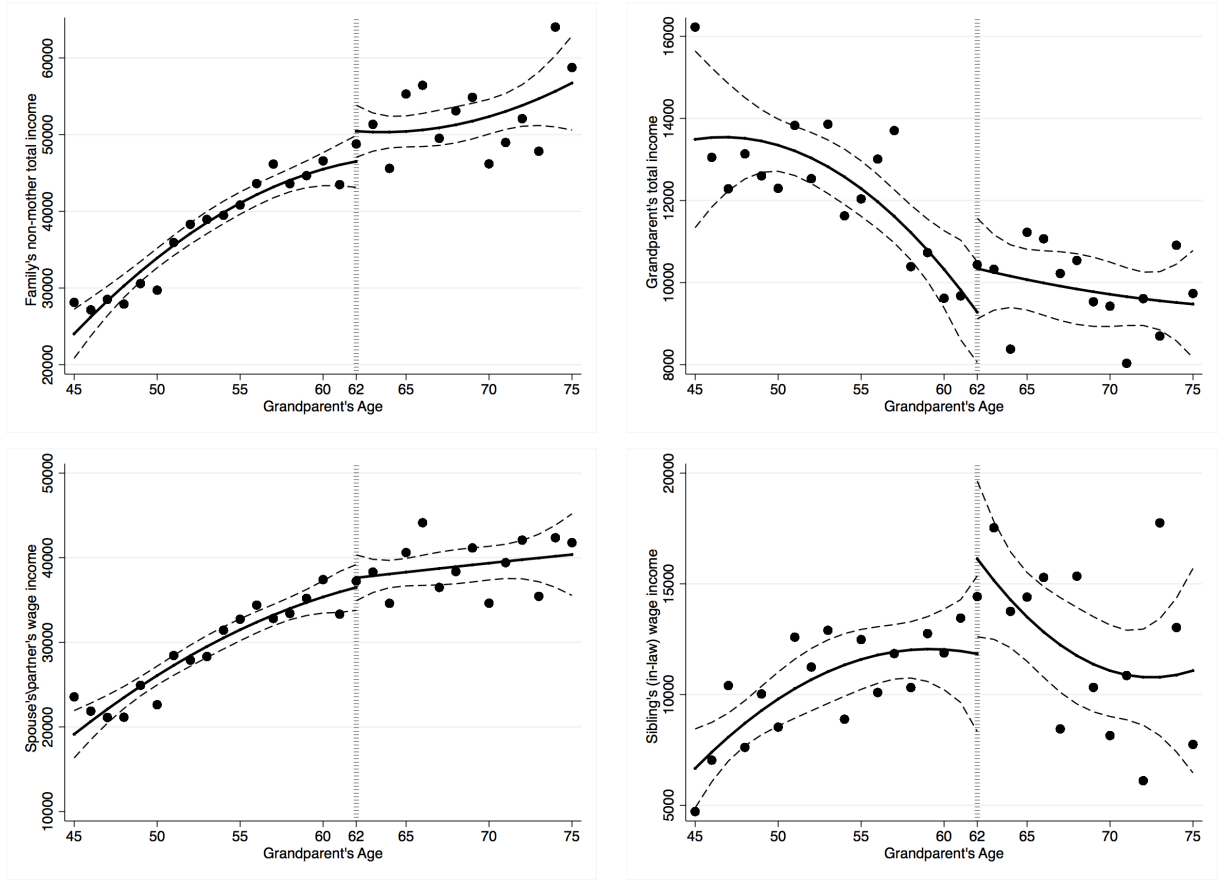 Family's non-mother total income
60000
50000
40000
30000
20000
45 50 55 60 62 65 70 75
Grandparent's Age
Grandparent's total income
16000
14000
12000
10000
8000
45 50 55 60 62 65 70 75
Grandparent's Age
Spouse's\partner's wage income
50000
40000
30000
20000
10000
45 50 55 60 62 65 70 75
Grandparent's Age
Sibling's (in-law) wage income
20000
15000
10000
5000
45 50 55 60 62 65 70 75
Grandparent's Age